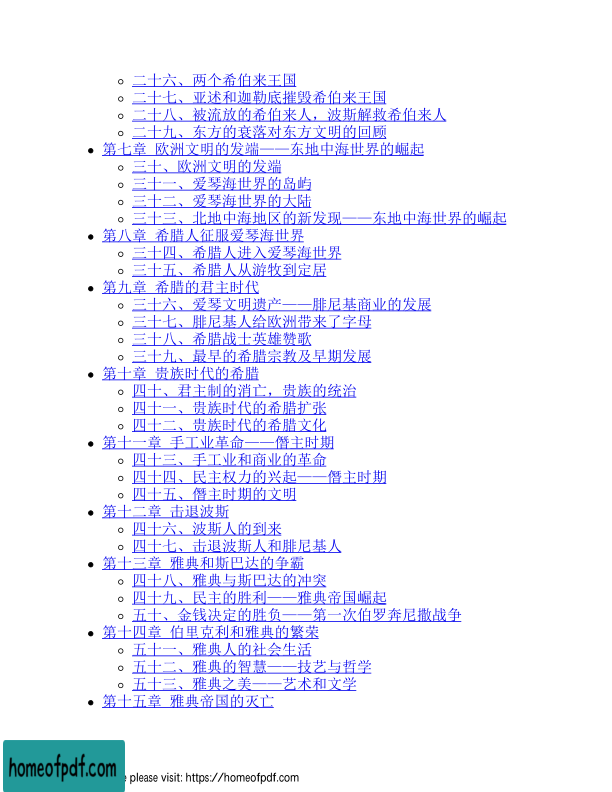 二十六、两个希伯来王国
二十七、亚述和迦勒底摧毁希伯来王国
二十八、被流放的希伯来人，波斯解救希伯来人
二十九、东方的衰落对东方文明的回顾
第七章 欧洲文明的发端——东地中海世界的崛起
三十、欧洲文明的发端
三十一、爱琴海世界的岛屿
三十二、爱琴海世界的大陆
三十三、北地中海地区的新发现——东地中海世界的崛起
第八章 希腊人征服爱琴海世界
三十四、希腊人进入爱琴海世界
三十五、希腊人从游牧到定居
第九章 希腊的君主时代
三十六、爱琴文明遗产——腓尼基商业的发展
三十七、腓尼基人给欧洲带来了字母
三十八、希腊战士英雄赞歌
三十九、最早的希腊宗教及早期发展
第十章 贵族时代的希腊
四十、君主制的消亡，贵族的统治
四十一、贵族时代的希腊扩张
四十二、贵族时代的希腊文化
第十一章 手工业革命——僭主时期
四十三、手工业和商业的革命
四十四、民主权力的兴起——僭主时期
四十五、僭主时期的文明
第十二章 击退波斯
四十六、波斯人的到来
四十七、击退波斯人和腓尼基人
第十三章 雅典和斯巴达的争霸
四十八、雅典与斯巴达的冲突
四十九、民主的胜利——雅典帝国崛起
五十、金钱决定的胜负——第一次伯罗奔尼撒战争
第十四章 伯里克利和雅典的繁荣
五十一、雅典人的社会生活
五十二、雅典的智慧——技艺与哲学
五十三、雅典之美——艺术和文学
第十五章 雅典帝国的灭亡
homeofpdf.com
please visit: https://homeofpdf.com